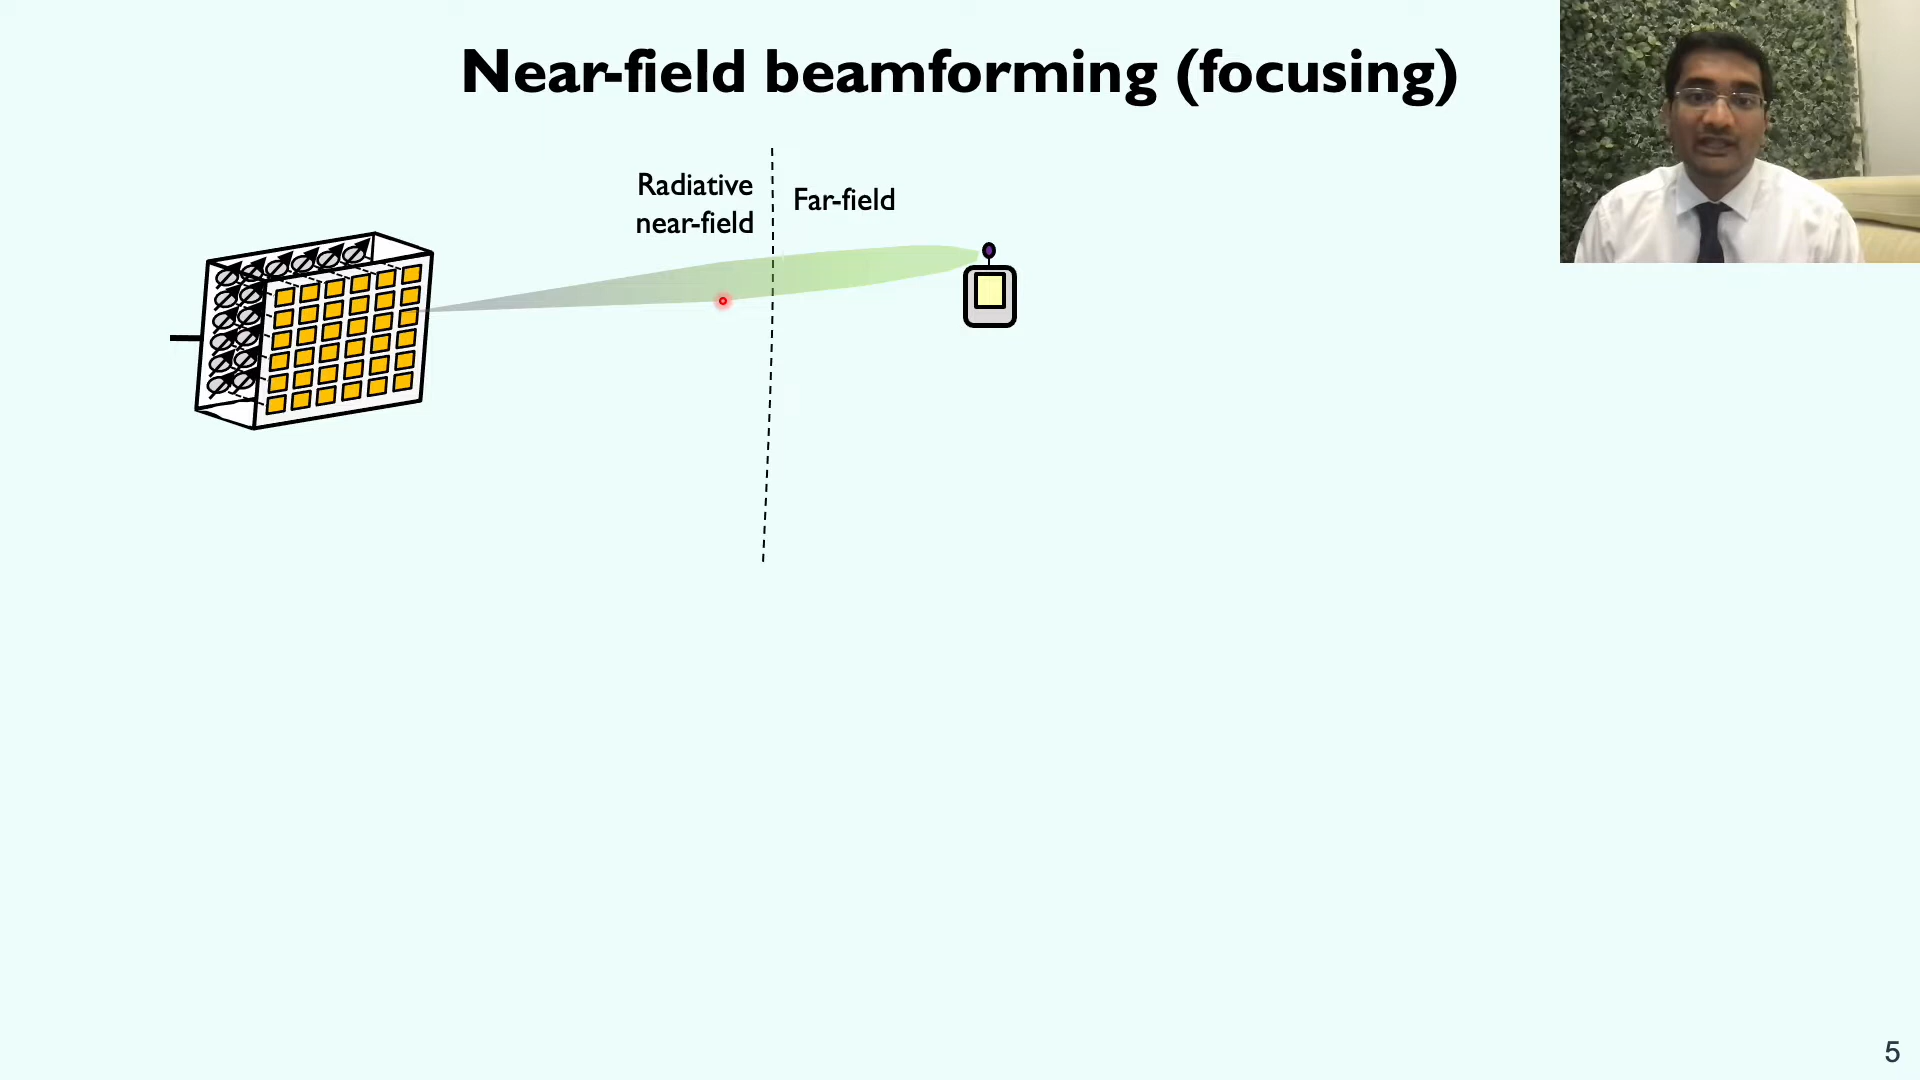 Near-field beamforming (focusing)
Radiative
near-field
Far-field
5